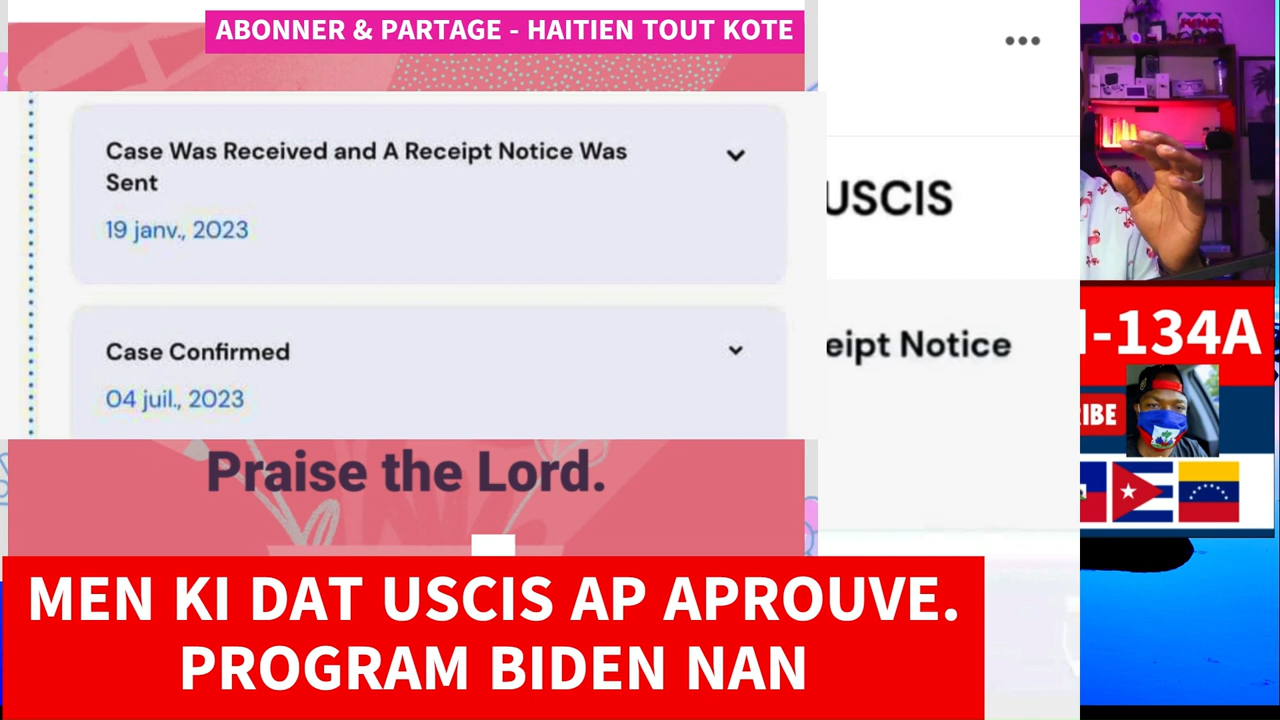 ABONNER & PARTAGE - HAITIEN TOUT KOTE
Case Was Received and A Receipt Notice Was
Sent
19 janv., 2023
Case Confirmed
04 juil., 2023
Praise the Lord.
USCIS
eipt Notice
-134A
RIBE
MEN KI DAT USCIS AP APROUVE.
PROGRAM BIDEN NAN